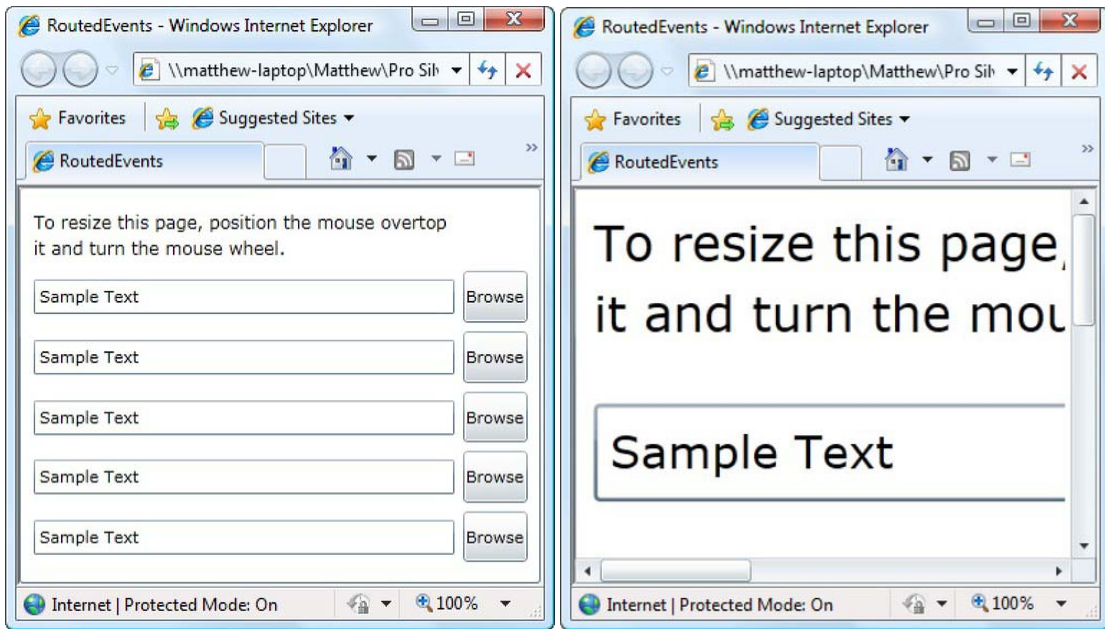 RoutedEvents - Windows Internet Explorer
\\matthew-laptop\Matthew\Pro Sil
Favorites
Suggested Sites
RoutedEvents
To resize this page, position the mouse overtop
it and turn the mouse wheel.
Sample Text
Browse
Sample Text
Browse
Sample Text
Browse
Sample Text
Browse
Sample Text
Browse
Internet | Protected Mode: On
100%
RoutedEvents - Windows Internet Explorer
\\matthew-laptop\Matthew\Pro Sil
Favorites
Suggested Sites
RoutedEvents
To resize this page,
it and turn the mou
Sample Text
Internet | Protected Mode: On
100%